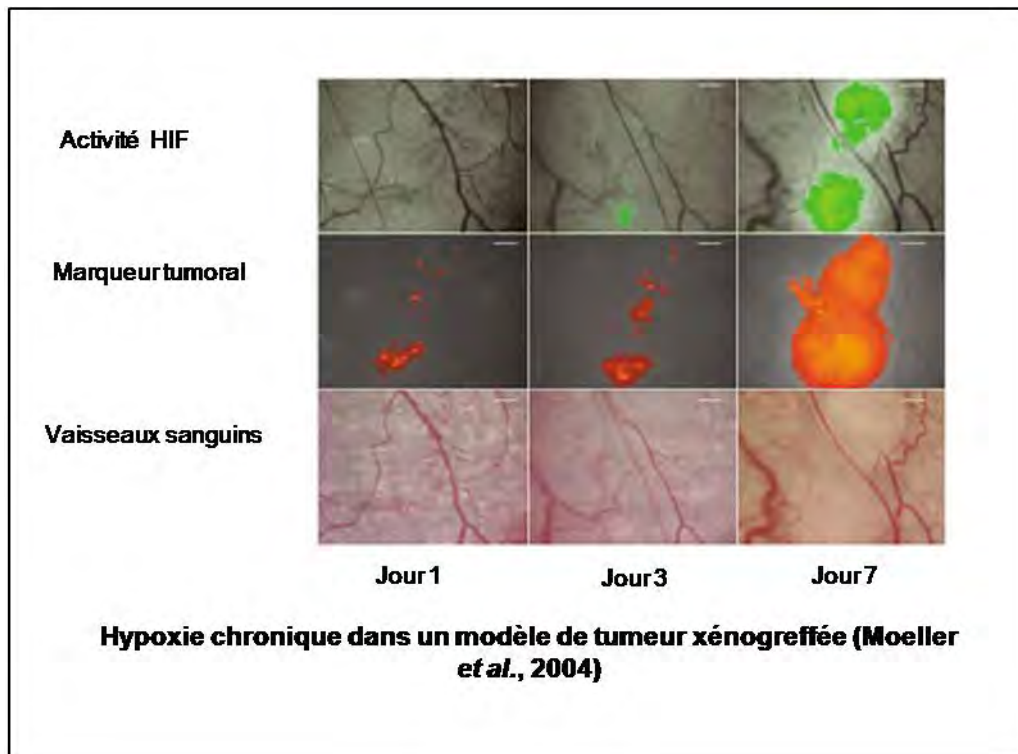 Activité HIF
Marqueur tumoral
Vaisseaux sanguins
Jour 1
Jour 3
Jour 7
Hypoxie chronique dans un modèle de tumeur xénogreffée (Moeller
et al., 2004)